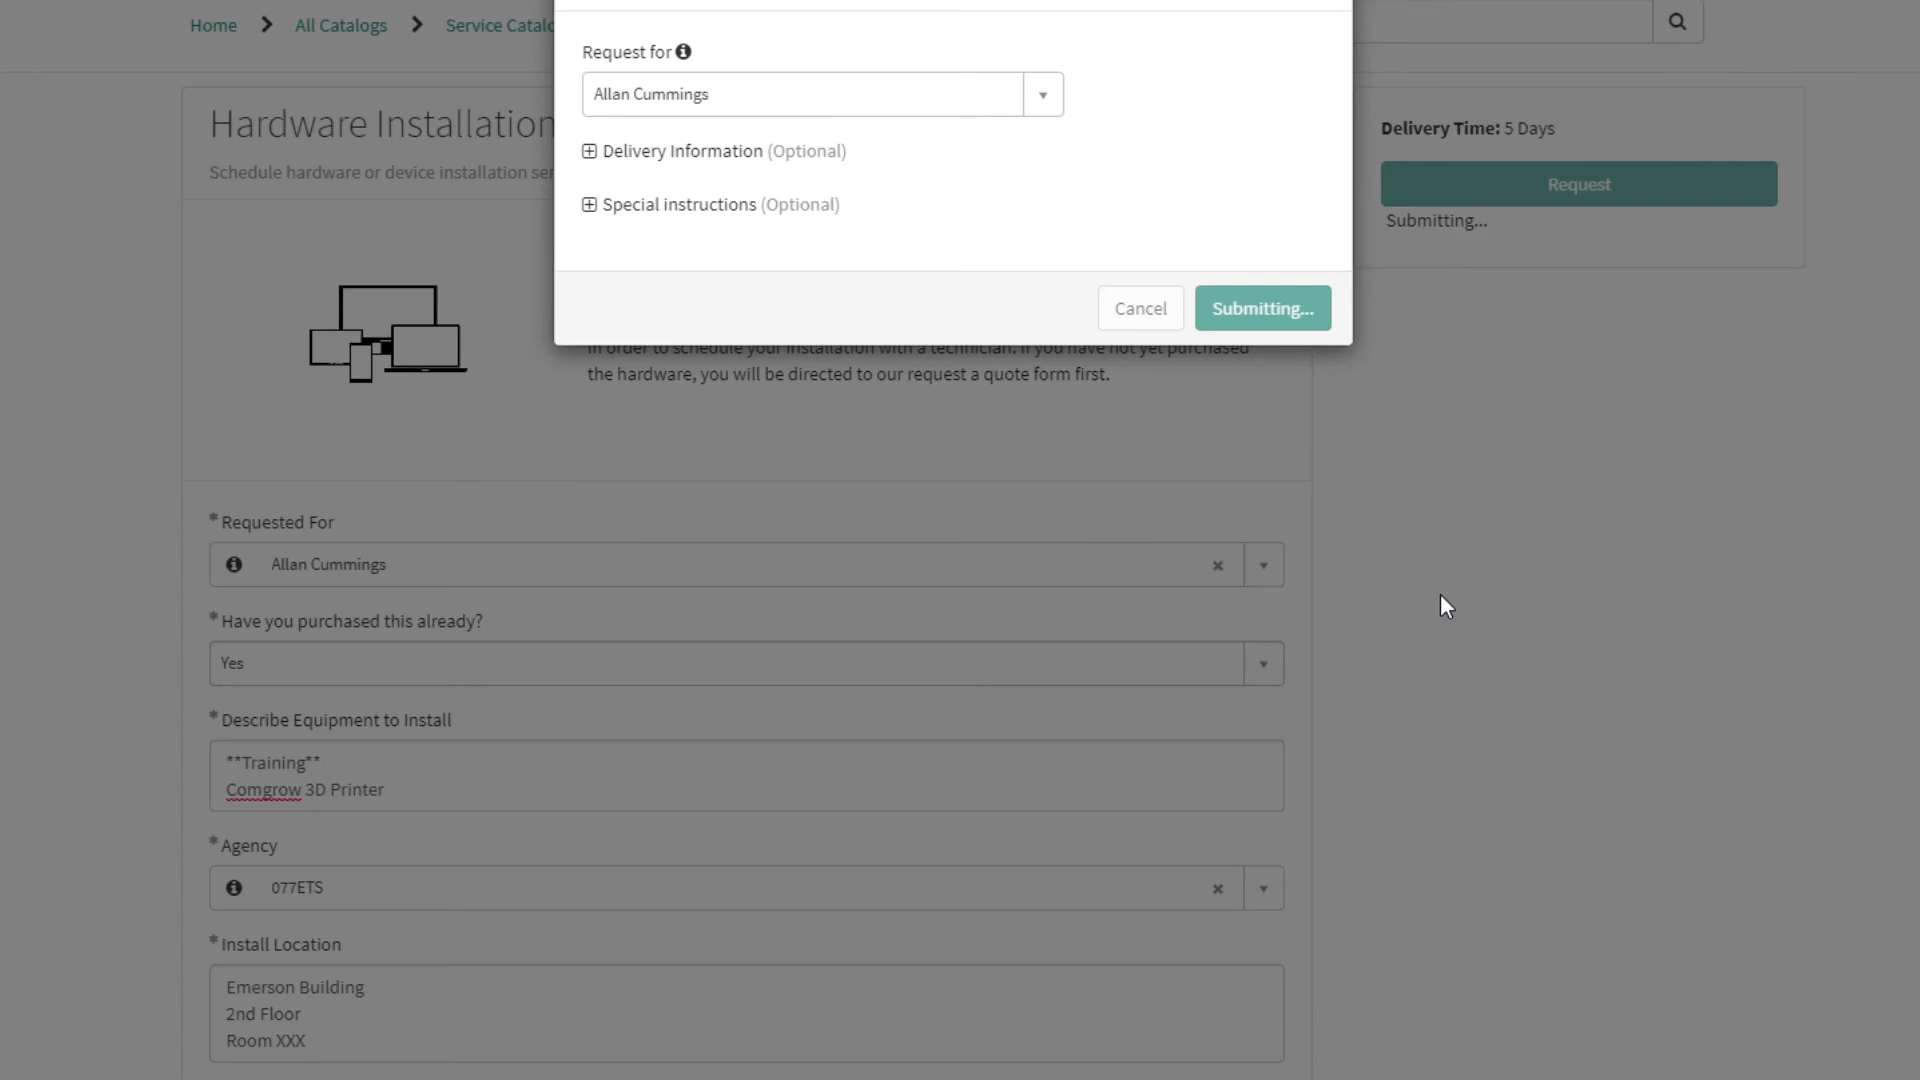 Home
All Catalogs
Service Catalo
Request for
Allan Cummings
Delivery Information (Optional)
Special instructions (Optional)
Cancel
Submitting...
Hardware Installation
Schedule hardware or device installation ser
in order to schedule your installation with a technician. If you have not yet purchased
the hardware, you will be directed to our request a quote form first.
Delivery Time: 5 Days
Request
Submitting...
* Requested For
Allan Cummings
* Have you purchased this already?
Yes
* Describe Equipment to Install
**Training**
Comgrow 3D Printer
* Agency
077ETS
* Install Location
Emerson Building
2nd Floor
Room XXX